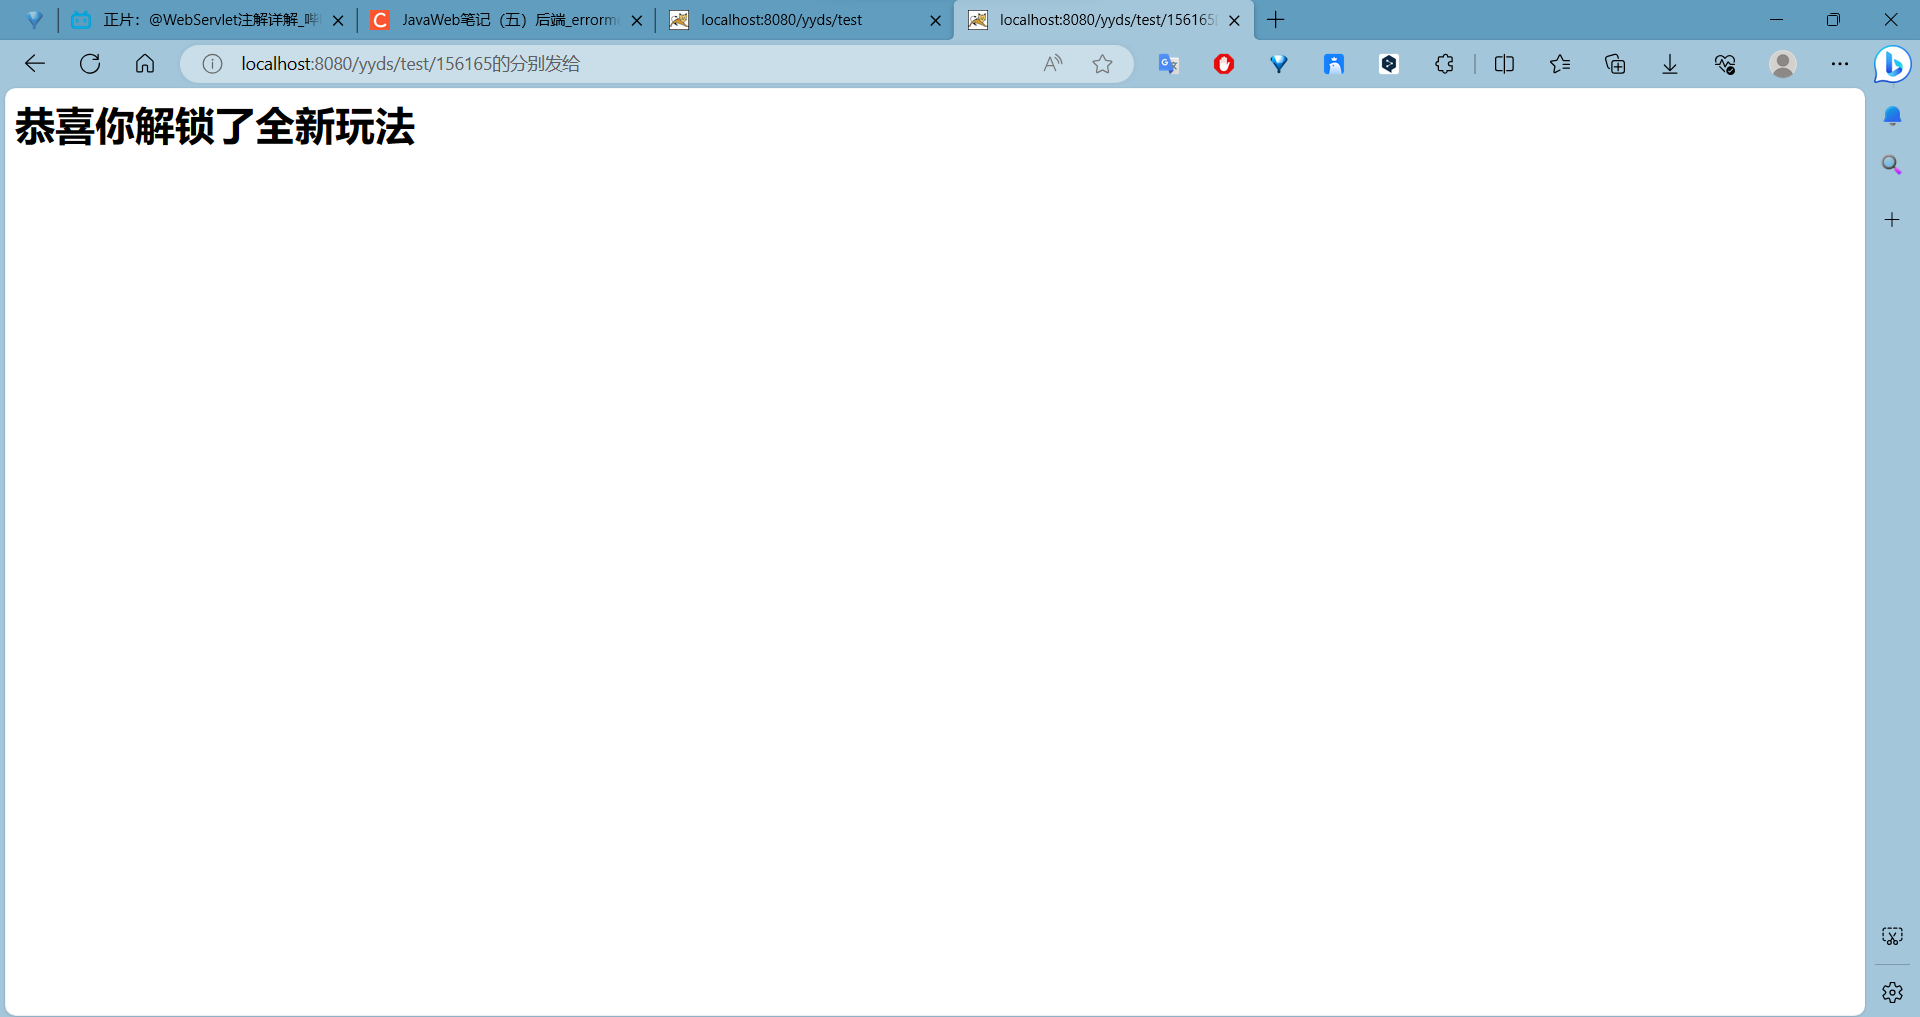 正片：@WebServlet注解详解_哔
JavaWeb笔记（五）后端_errorm
localhost:8080/yyds/test
localhost:8080/yyds/test/156165
localhost:8080/yyds/test/156165的分别发给
恭喜你解锁了全新玩法